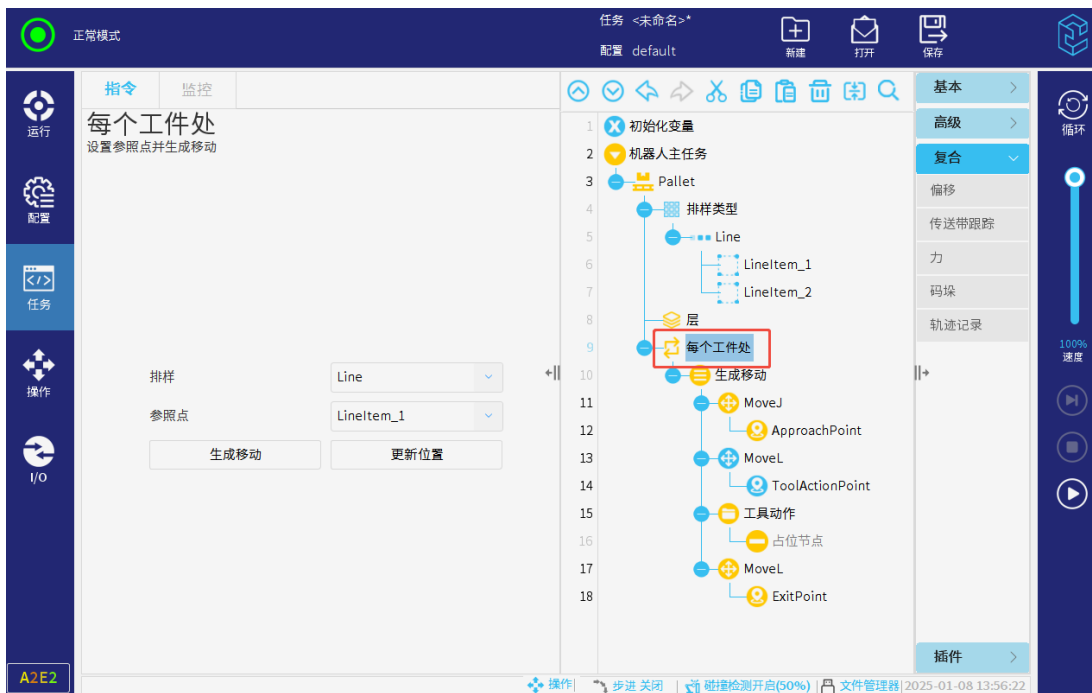 正常模式
任务 <未命名>*
配置 default
新建
打开
保存
运行
配置
任务
操作
I/O
A2E2
指令
监控
每个工件处
设置参照点并生成移动
排样
Line
参照点
LineItem_1
生成移动
更新位置
1 初始化变量
2 机器人主任务
3 Pallet
4 排样类型
5 Line
6 LineItem_1
7 LineItem_2
8 层
9 每个工件处
10 生成移动
11 MoveJ
12 ApproachPoint
13 MoveL
14 ToolActionPoint
15 工具动作
16 占位节点
17 MoveL
18 ExitPoint
基本
高级
复合
偏移
传送带跟踪
力
码垛
轨迹记录
插件
循环
100%
速度
操作
步进 关闭
碰撞检测开启(50%)
文件管理器
2025-01-08 13:56:22